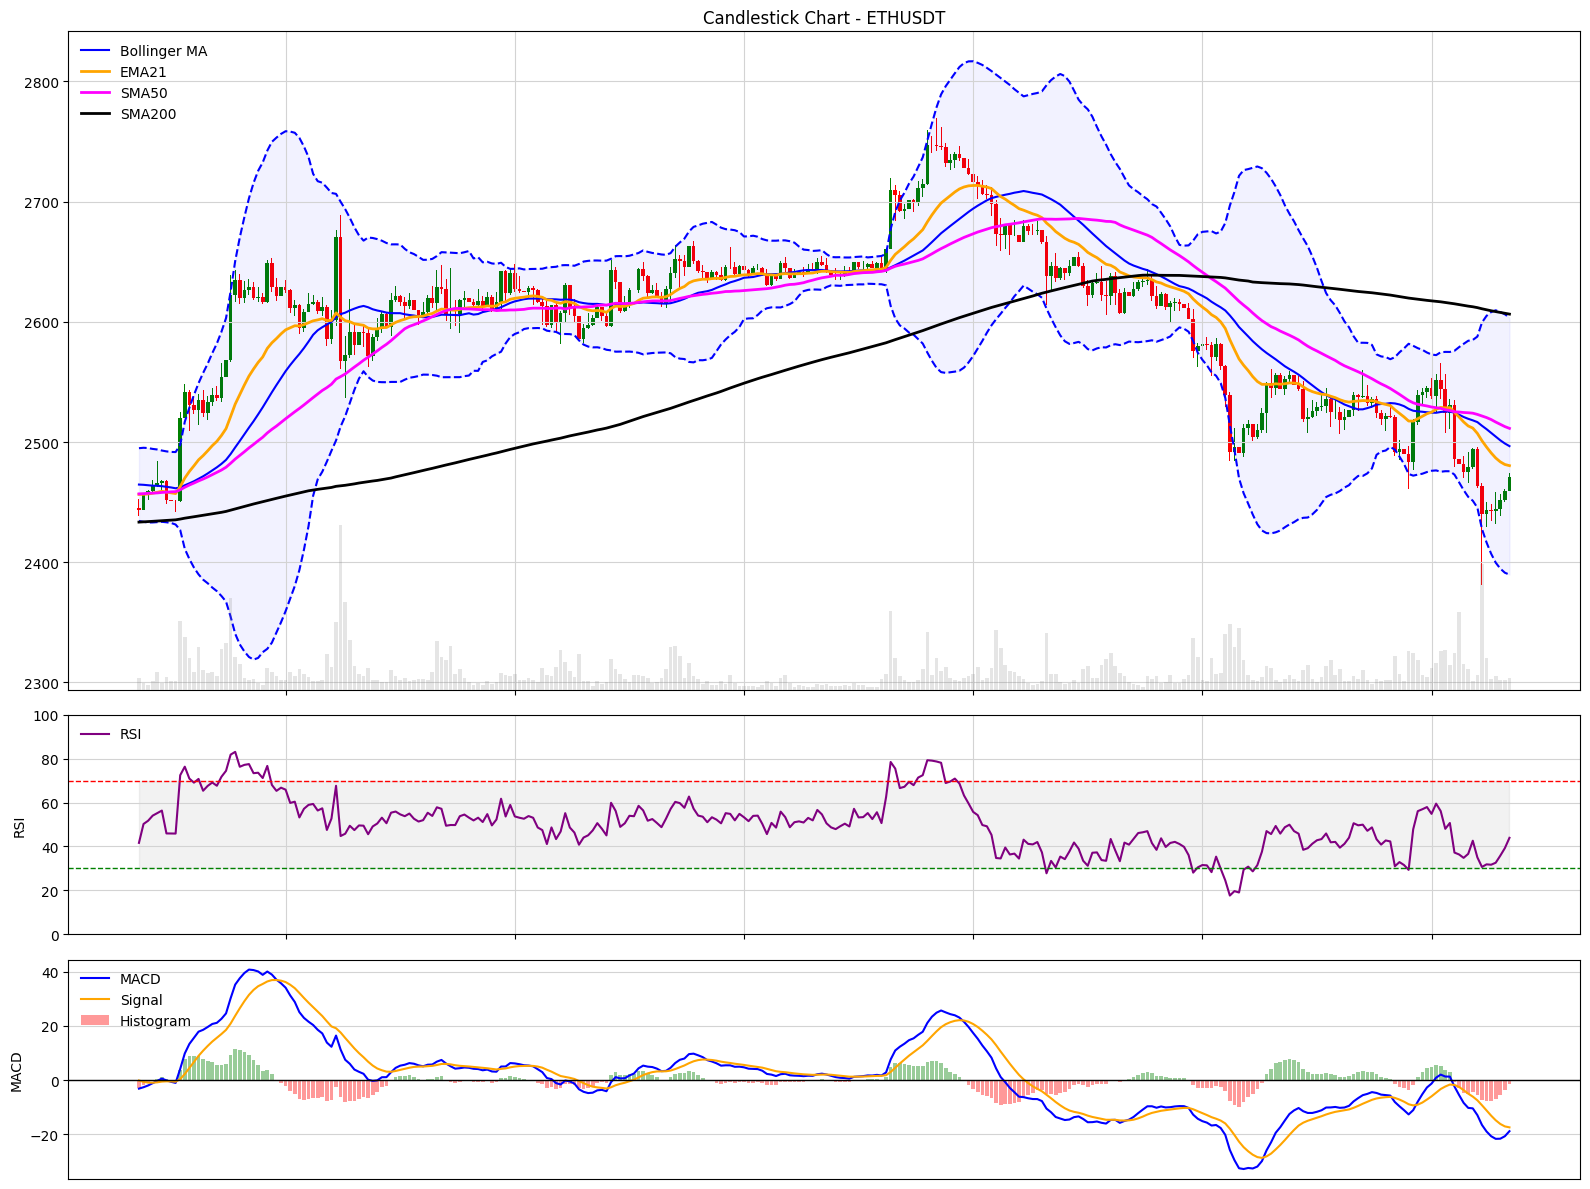 Candlestick Chart - ETHUSDT
Bollinger MA
EMA21
SMA50
SMA200
2800
2700
2600
2500
2400
2300
RSI
100
80
60
40
20
0
RSI
MACD
Signal
Histogram
40
20
0
−20
MACD